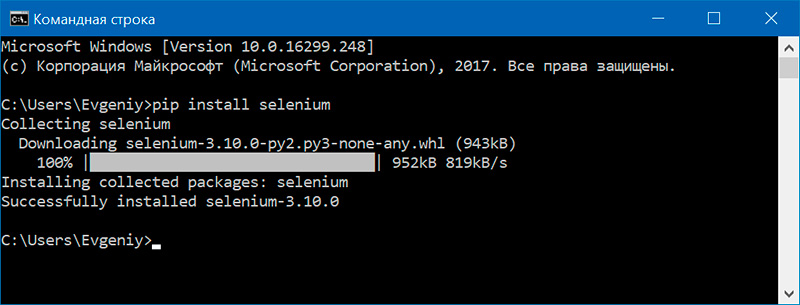 Командная строка
Microsoft Windows [Version 10.0.16299.248]
(c) Корпорация Майкрософт (Microsoft Corporation), 2017. Все права защищены.
C:\Users\Evgeniy>pip install selenium
Collecting selenium
  Downloading selenium-3.10.0-py2.py3-none-any.whl (943kB)
    100% |████████████████████████████████| 952kB 819kB/s
Installing collected packages: selenium
Successfully installed selenium-3.10.0
C:\Users\Evgeniy>